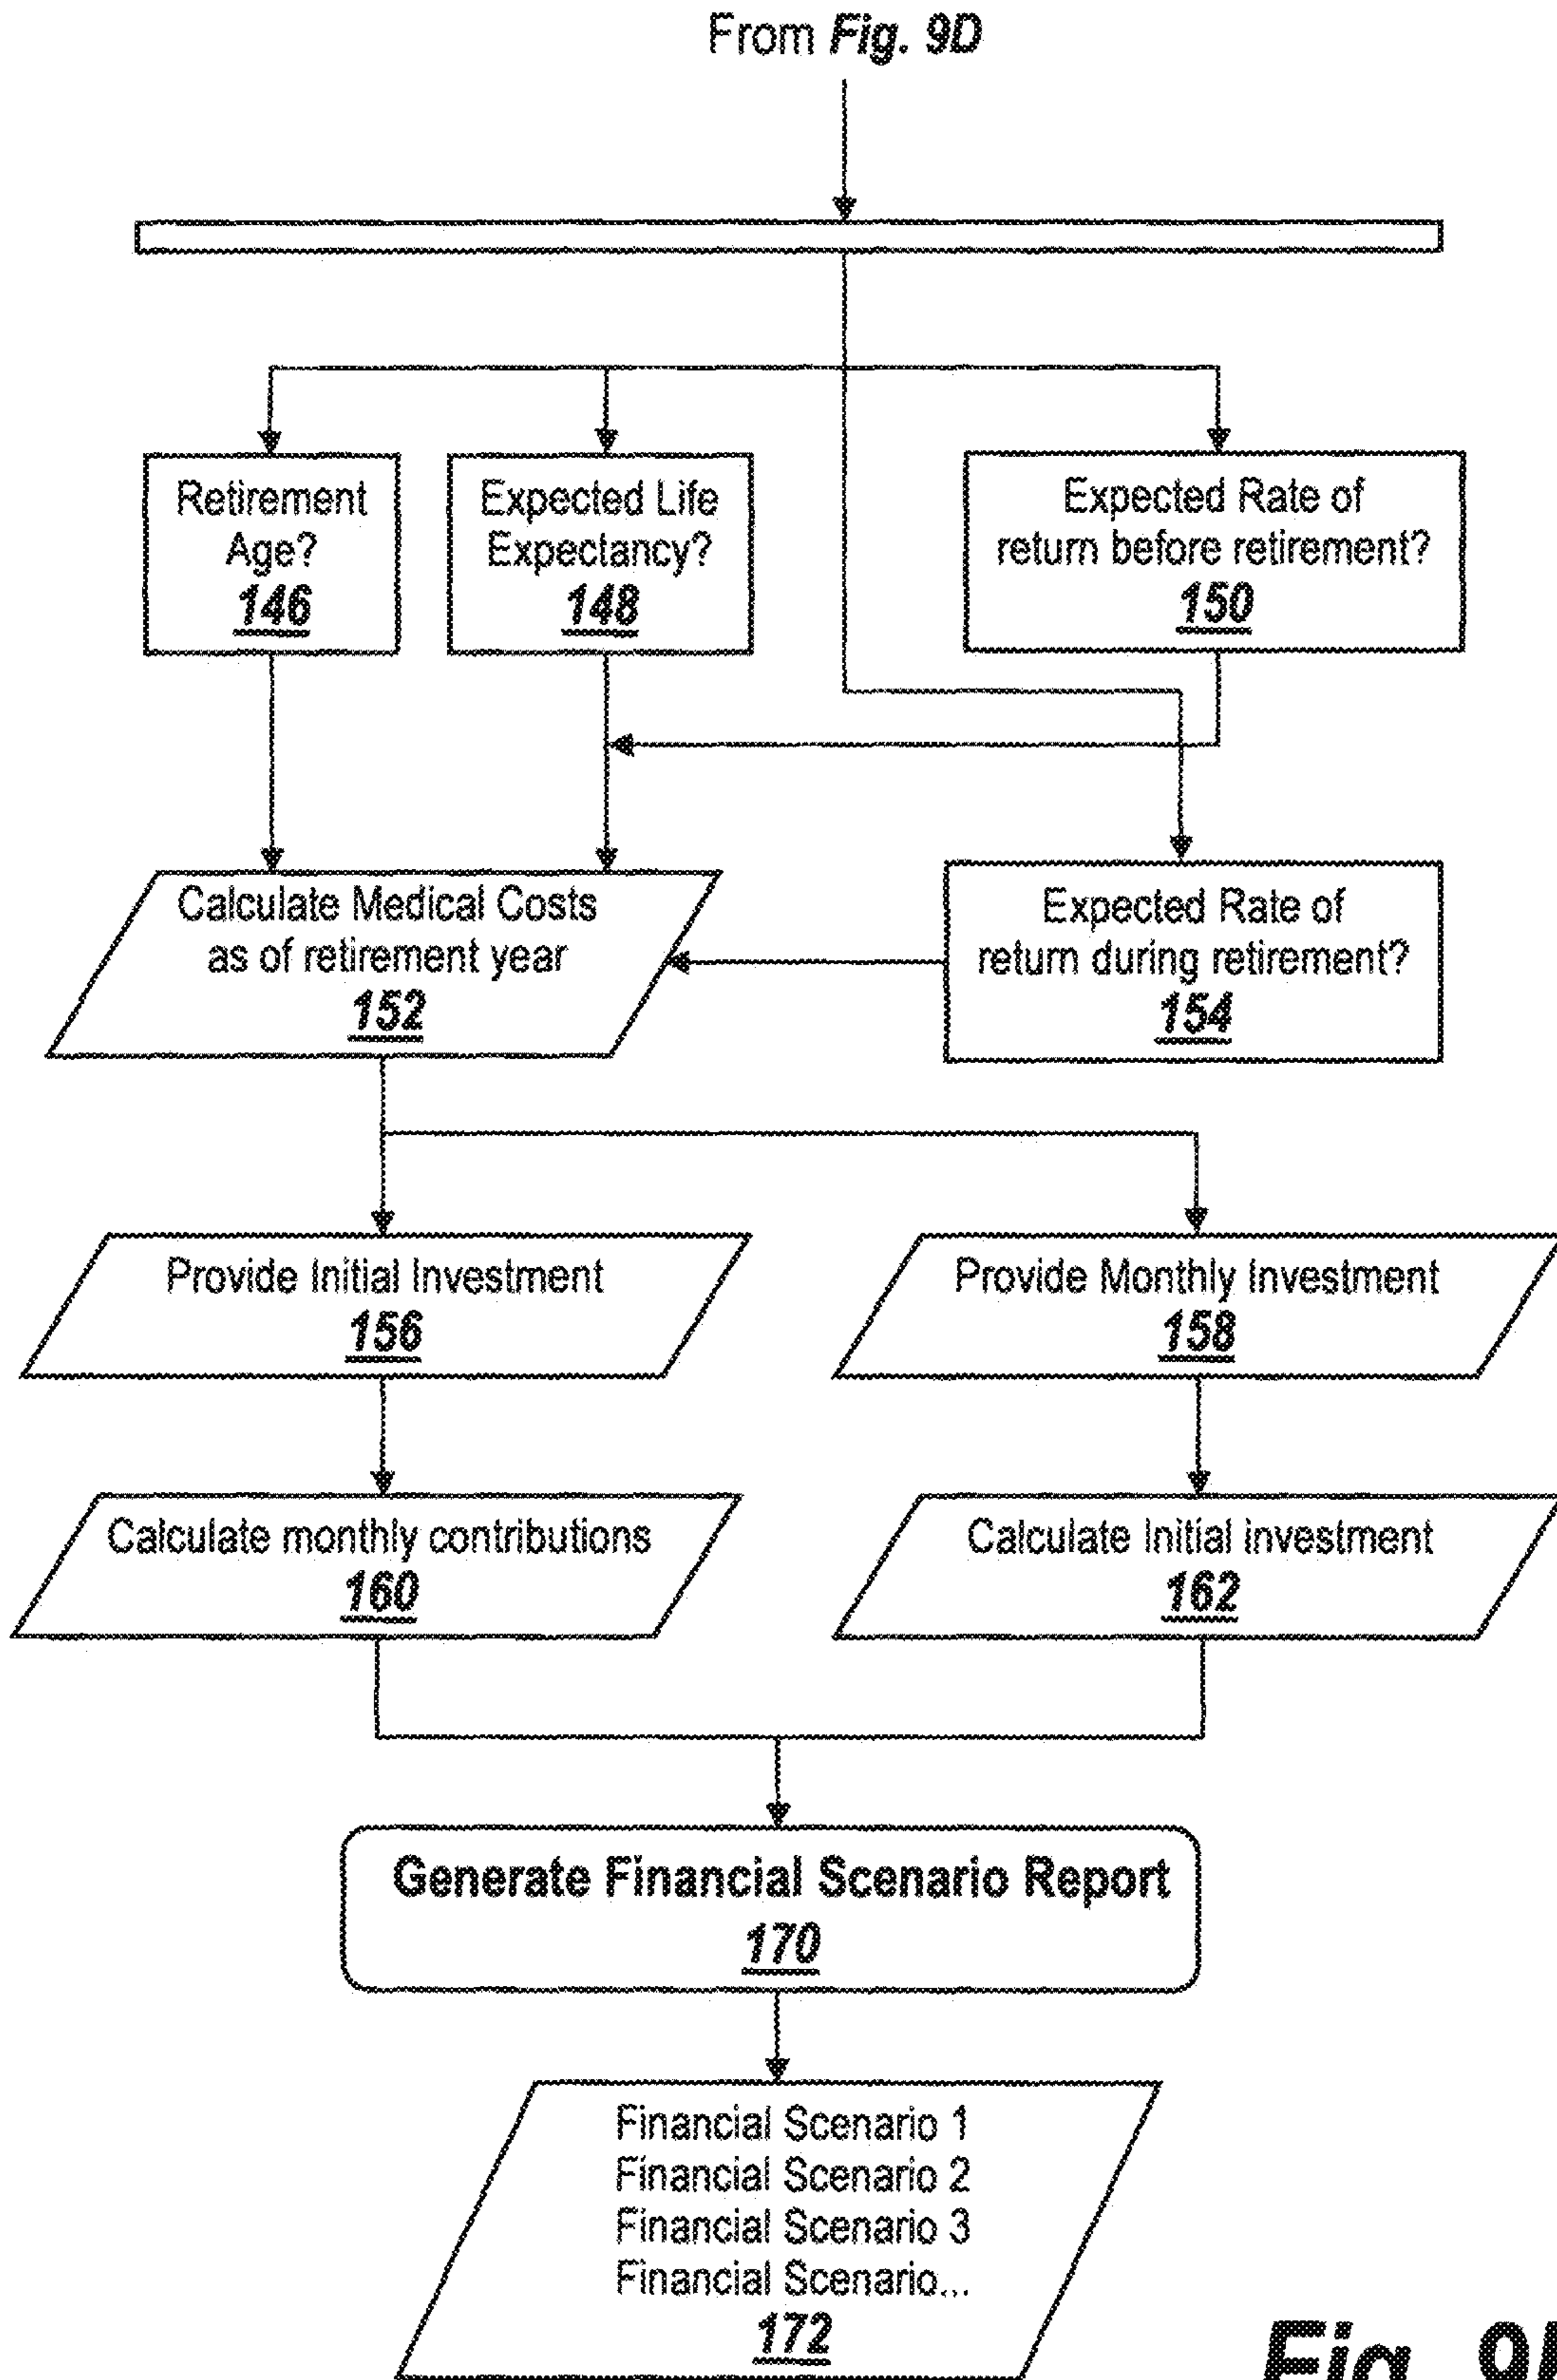 From Fig. 9D
Retirement
Age?
146
Expected Life
Expectancy?
148
Expected Rate of
return before retirement?
150
Calculate Medical Costs
as of retirement year
152
Expected Rate of
return during retirement?
154
Provide Initial Investment
156
Provide Monthly Investment
158
Calculate monthly contributions
160
Calculate Initial investment
162
Generate Financial Scenario Report
170
Financial Scenario 1
Financial Scenario 2
Financial Scenario 3
Financial Scenario...
172
Fig.